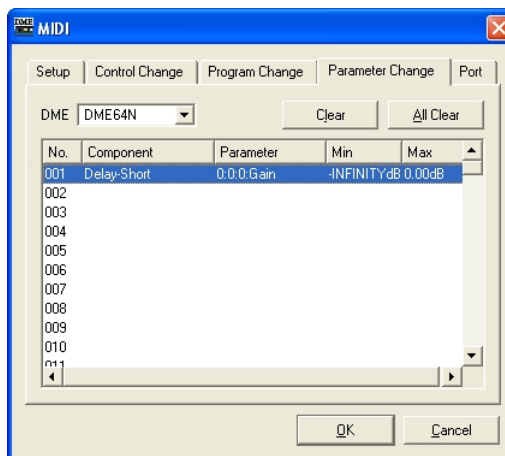 DME
MIDI
Setup Control Change Program Change Parameter Change Port
DME DME64N Clear All Clear
No. Component Parameter Min Max
001 Delay-Short 0:0:0:Gain -INFINITYdB 0.00dB
002
003
004
005
006
007
008
009
010
011
OK Cancel